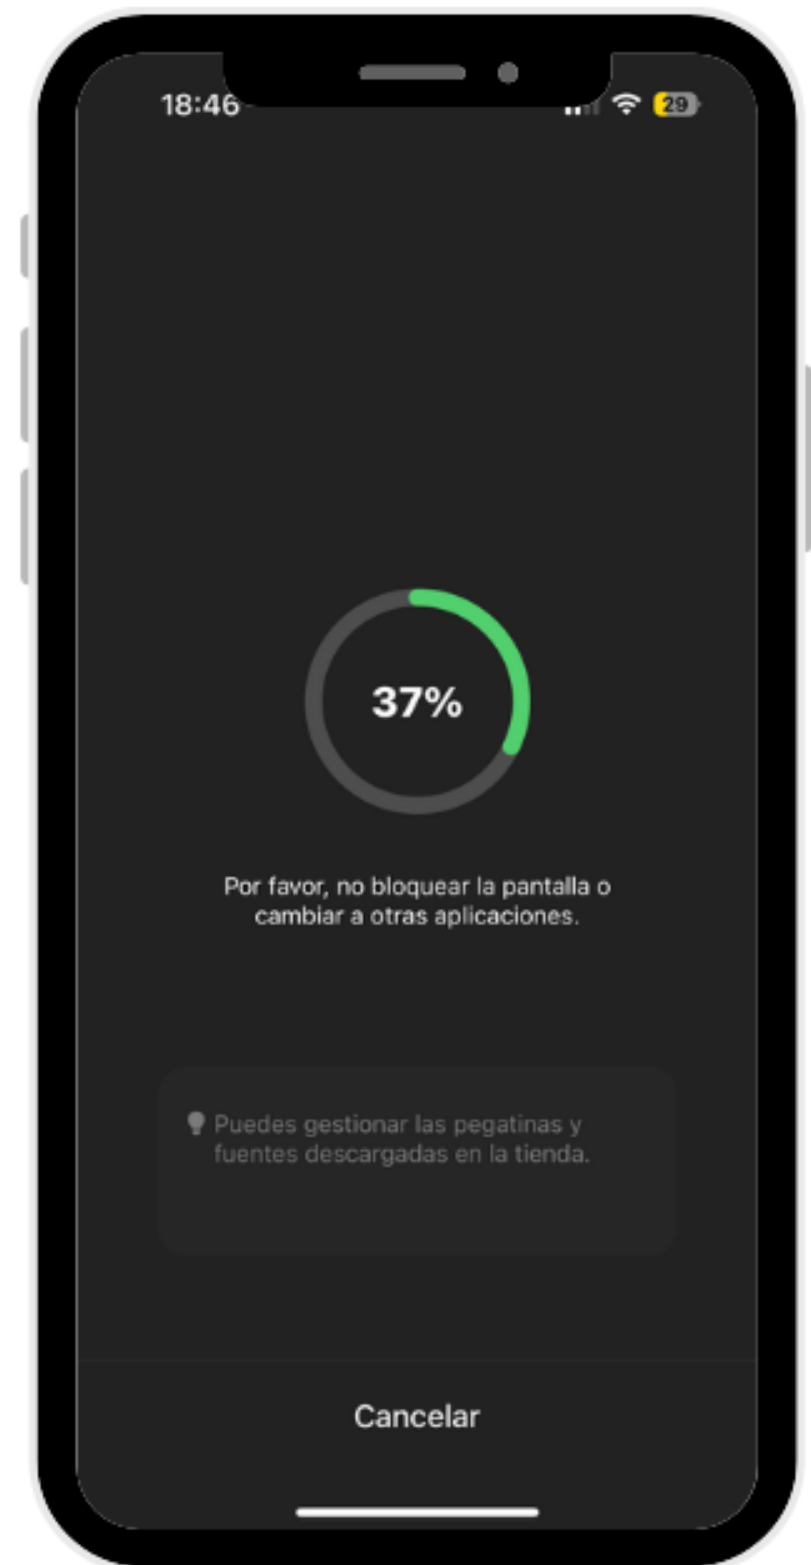 18:46
29
37%
Por favor, no bloquear la pantalla o
cambiar a otras aplicaciones.
Puedes gestionar las pegatinas y
fuentes descargadas en la tienda.
Cancelar